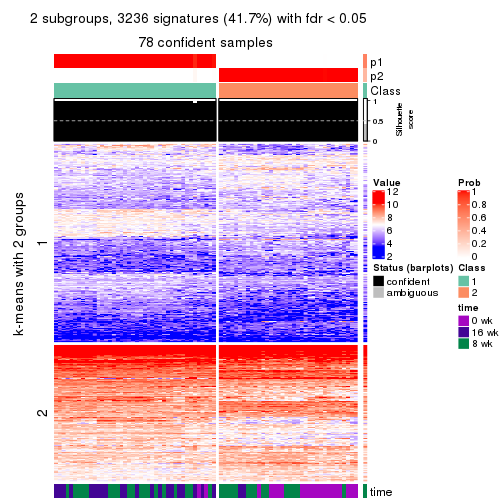 2 subgroups, 3236 signatures (41.7%) with fdr < 0.05
78 confident samples
p1
p2
Class
1
0.5
0
Silhouette
score
k-means with 2 groups
1
2
time
Value
12
10
8
6
4
2
Prob
1
0.8
0.6
0.4
0.2
0
Status (barplots)
confident
ambiguous
Class
1
2
time
0 wk
16 wk
8 wk